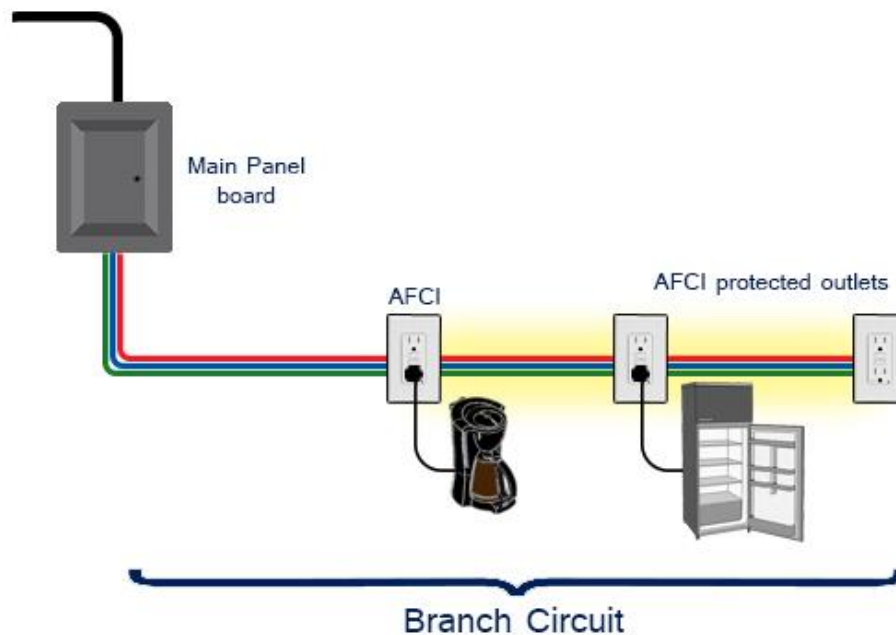 Main Panel
board
AFCI
AFCI protected outlets
Branch Circuit